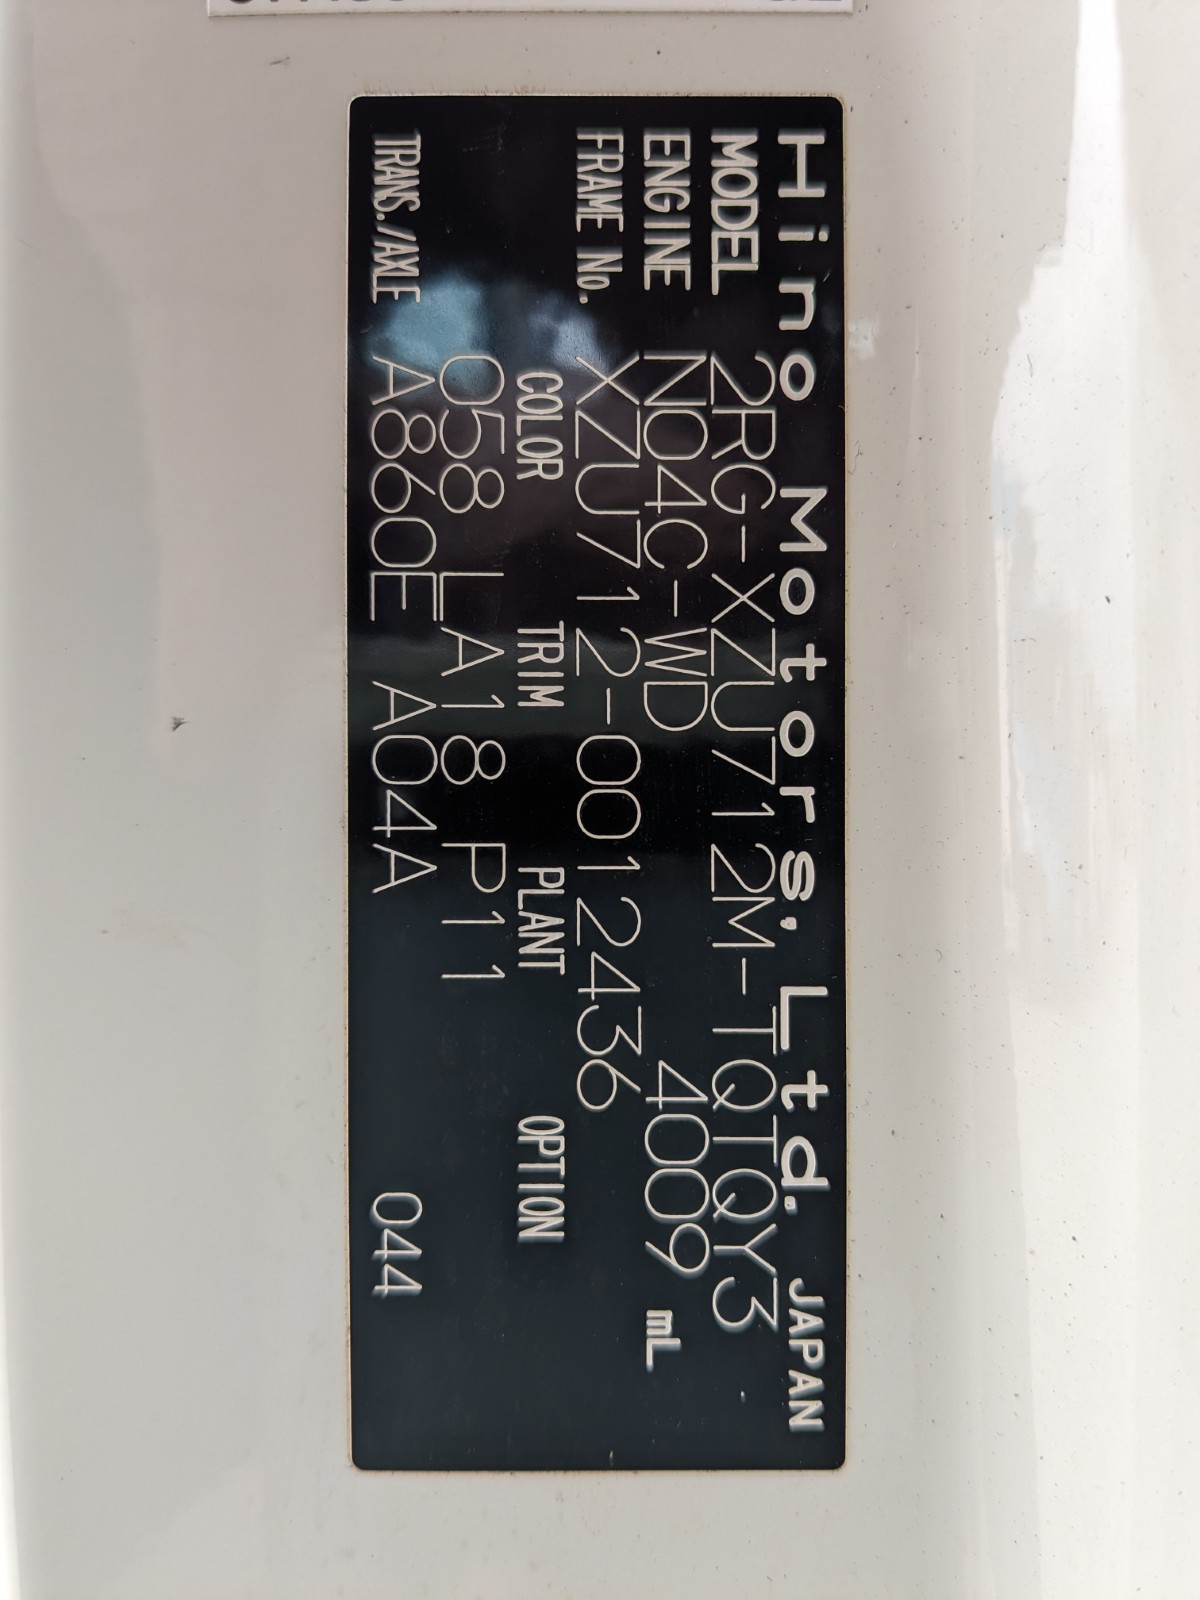 Hino Motors, Ltd. JAPAN
MODEL 2RG-XZU712M-TQTQY3
ENGINE N04C-WD 4009 mL
FRAME No. XZU712-0012436
COLOR TRIM PLANT OPTION
058 LA18 P11
TRANS./AXLE A860E A04A 044